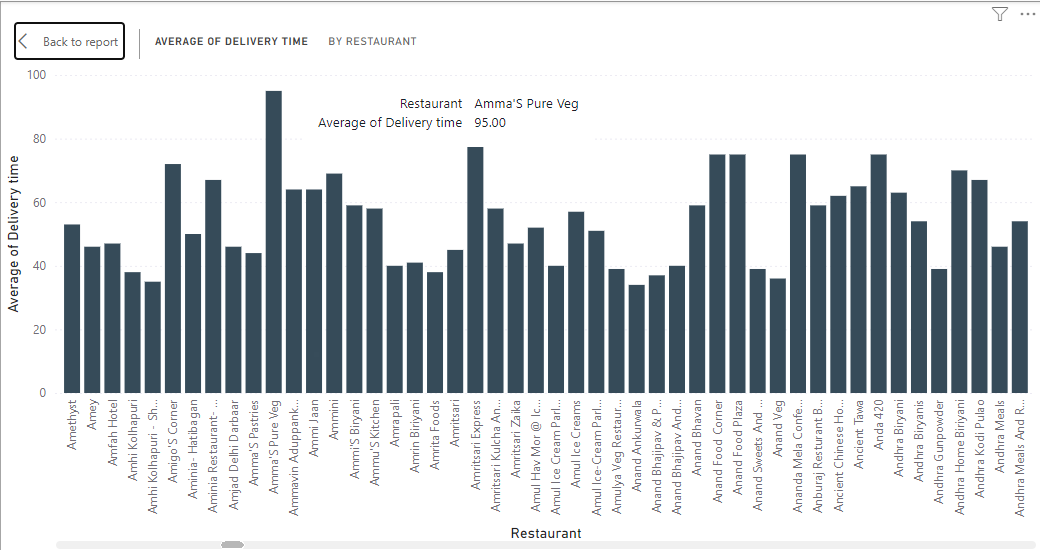 Back to report
AVERAGE OF DELIVERY TIME
BY RESTAURANT
Restaurant Amma'S Pure Veg
Average of Delivery time 95.00
Average of Delivery time
100
80
60
40
20
0
Amethyst
Amey
Amfah Hotel
Amhi Kolhapuri
Amhi Kolhapuri - Sh...
Amigo'S Corner
Aminia- Hatibagan
Aminia Restaurant- ...
Amjad Delhi Darbaar
Amma'S Pastries
Amma'S Pure Veg
Ammavin Aduppank...
Ammi Jaan
Ammini
Ammi'S Biryani
Ammu'S Kitchen
Amrapali
Amrin Biriyani
Amrita Foods
Amritsari
Amritsari Express
Amritsari Kulcha An...
Amritsari Zaika
Amul Hav Mor @ Ic...
Amul Ice Cream Parl...
Amul Ice Creams
Amul Ice-Cream Parl...
Amulya Veg Restaur...
Anand Ankurwala
Anand Bhajipav & P...
Anand Bhajipav And...
Anand Bhavan
Anand Food Corner
Anand Food Plaza
Anand Sweets And ...
Anand Veg
Ananda Mela Confe...
Anburaj Resturant B...
Ancient Chinese Ho...
Ancient Tawa
Anda 420
Andhra Biryani
Andhra Biryanis
Andhra Gunpowder
Andhra Home Biriyani
Andhra Kodi Pulao
Andhra Meals
Andhra Meals And R...
Restaurant